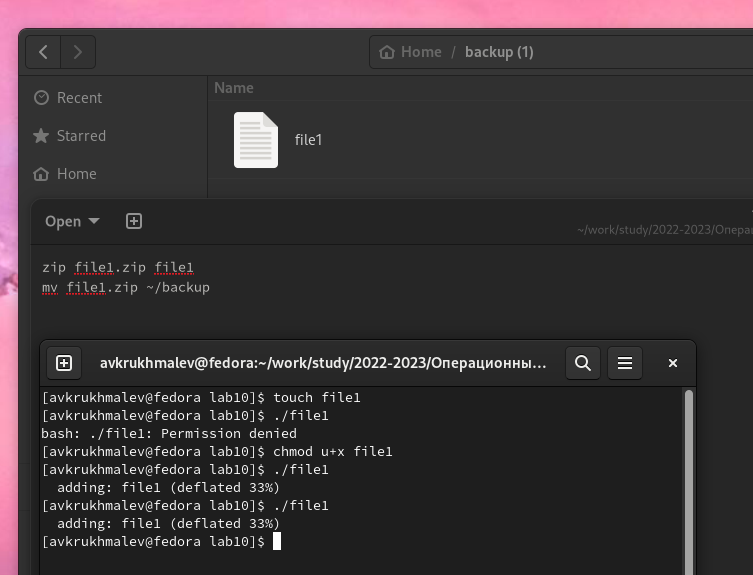 Home / backup (1)
Recent
Starred
Home
Name
file1
Open
~/work/study/2022-2023/Опера
zip file1.zip file1
mv file1.zip ~/backup
avkrukhmalev@fedora:~/work/study/2022-2023/Операционны...
[avkrukhmalev@fedora lab10]$ touch file1
[avkrukhmalev@fedora lab10]$ ./file1
bash: ./file1: Permission denied
[avkrukhmalev@fedora lab10]$ chmod u+x file1
[avkrukhmalev@fedora lab10]$ ./file1
  adding: file1 (deflated 33%)
[avkrukhmalev@fedora lab10]$ ./file1
  adding: file1 (deflated 33%)
[avkrukhmalev@fedora lab10]$